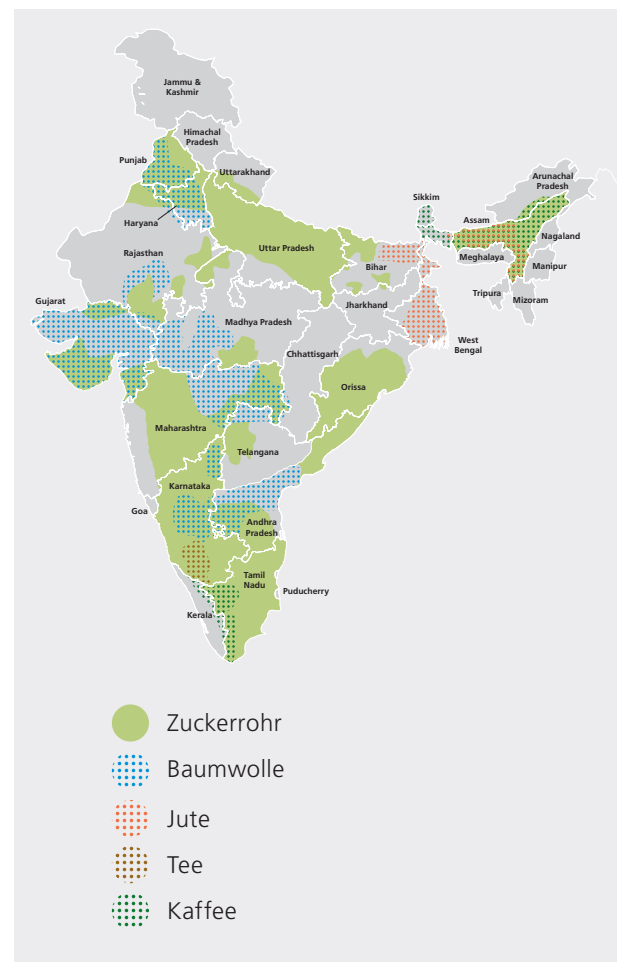 Jammu &
Kashmir
Himachal
Pradesh
Punjab
Uttarakhand
Haryana
Rajasthan
Uttar Pradesh
Sikkim
Arunachal
Pradesh
Assam
Nagaland
Meghalaya
Manipur
Bihar
Tripura
Mizoram
Gujarat
Madhya Pradesh
Jharkhand
West
Bengal
Chhattisgarh
Orissa
Maharashtra
Telangana
Karnataka
Goa
Andhra
Pradesh
Tamil
Nadu
Puducherry
Kerala
Zuckerrohr
Baumwolle
Jute
Tee
Kaffee